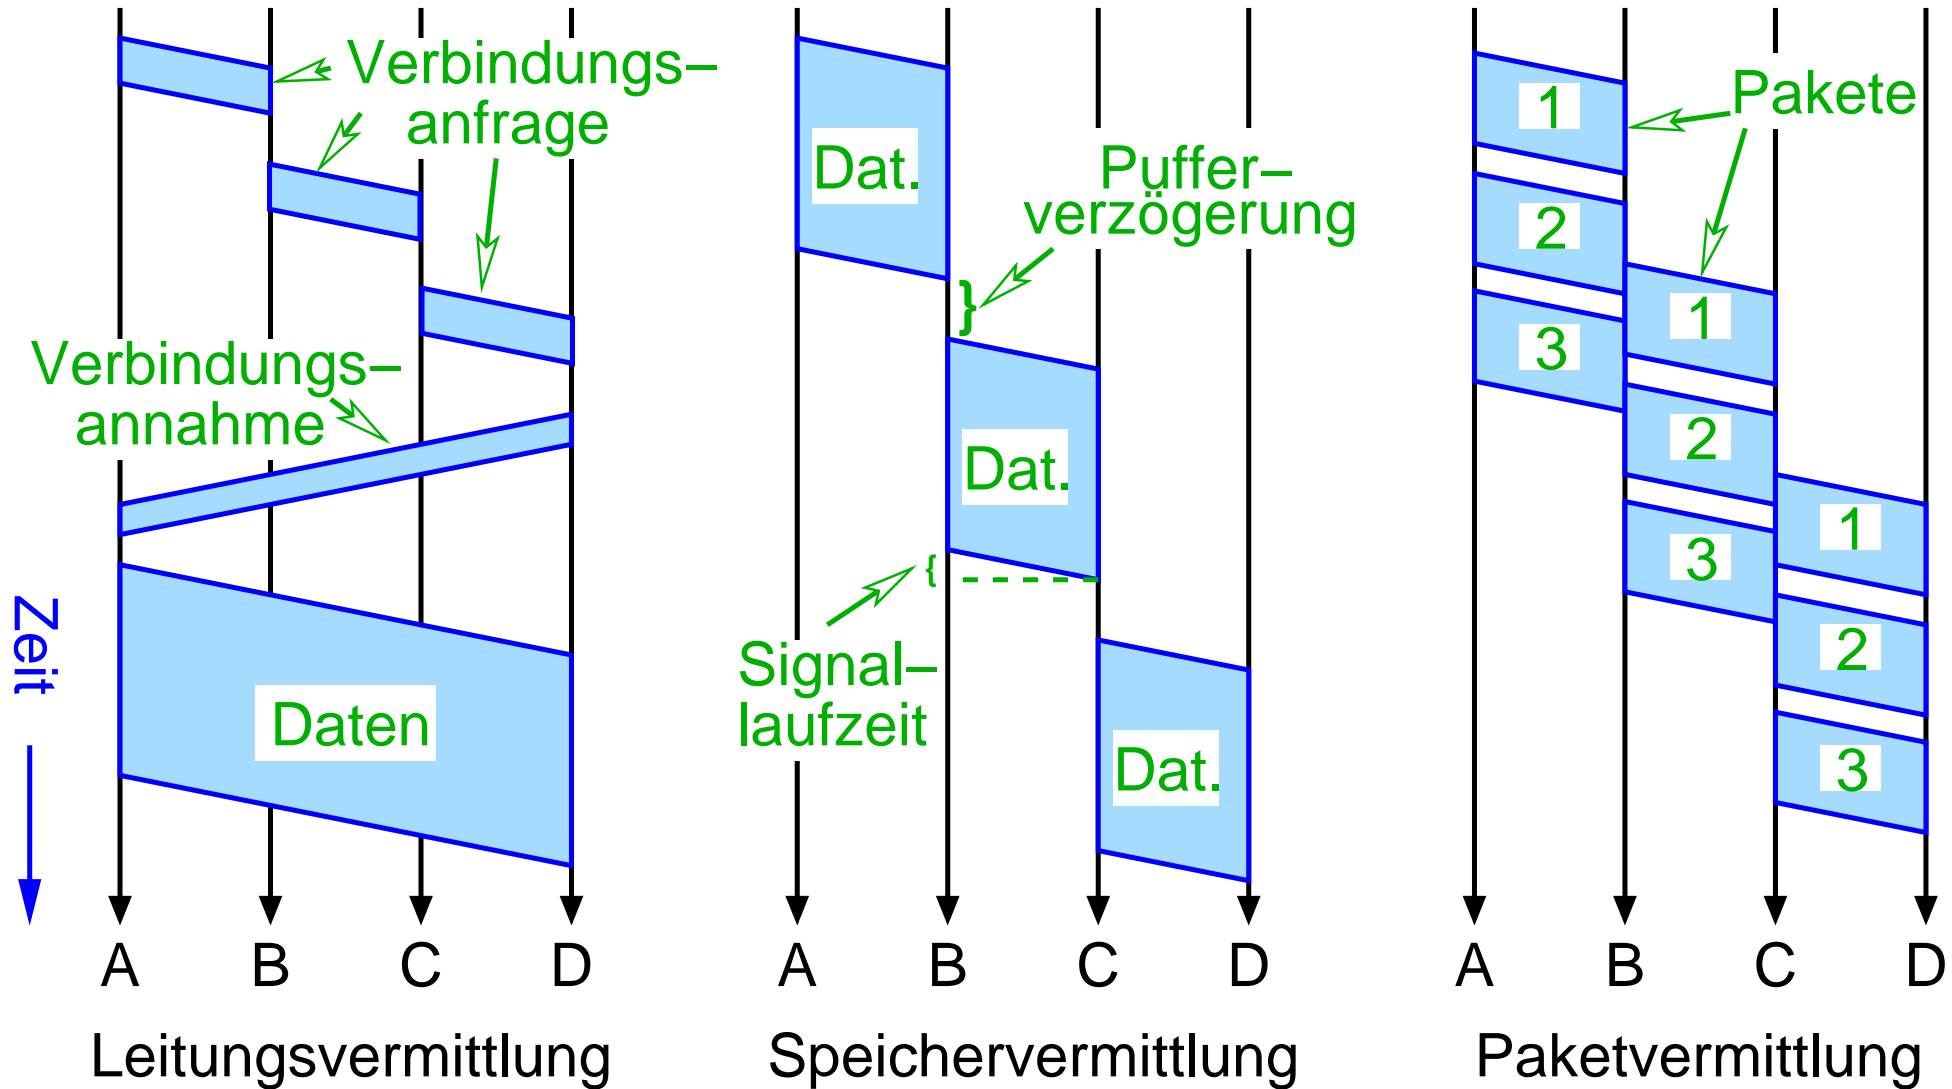 Verbindungs–
anfrage
Verbindungs–
annahme
Daten
Zeit
A B C D
Leitungsvermittlung
Dat.
Puffer–
verzögerung
}
Dat.
{
Signal–
laufzeit
Dat.
A B C D
Speichervermittlung
Pakete
1
2
3
1
2
3
1
2
3
A B C D
Paketvermittlung